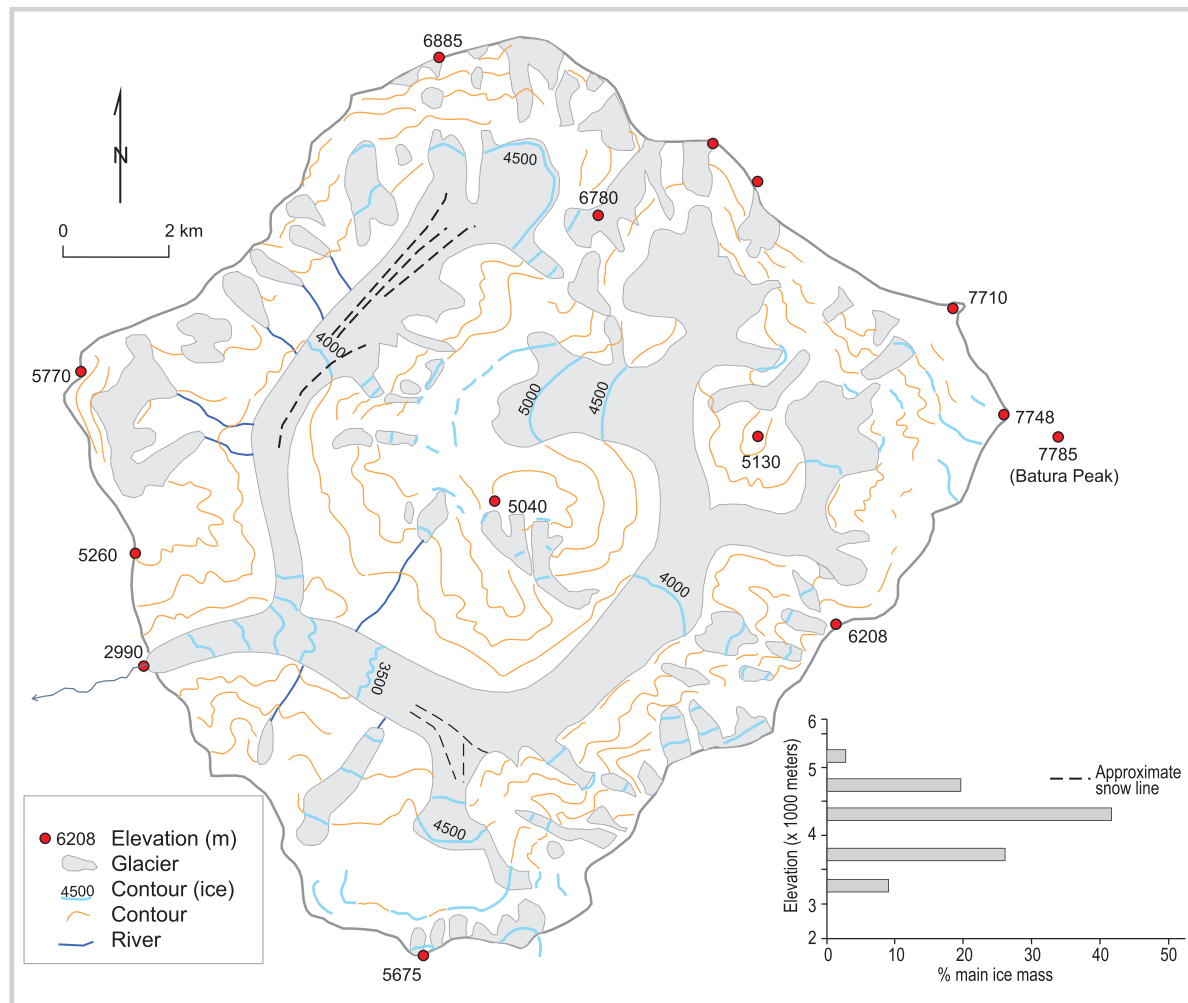 6885
N
0 2 km
4500
6780
7710
4000
5770
5000
4500
7748
7785
(Batura Peak)
5130
5040
5260
4000
6208
2990
3500
4500
5675
6208 Elevation (m)
Glacier
4500 Contour (ice)
Contour
River
6
5
4
3
2
Elevation (x 1000 meters)
Approximate
snow line
0 10 20 30 40 50
% main ice mass